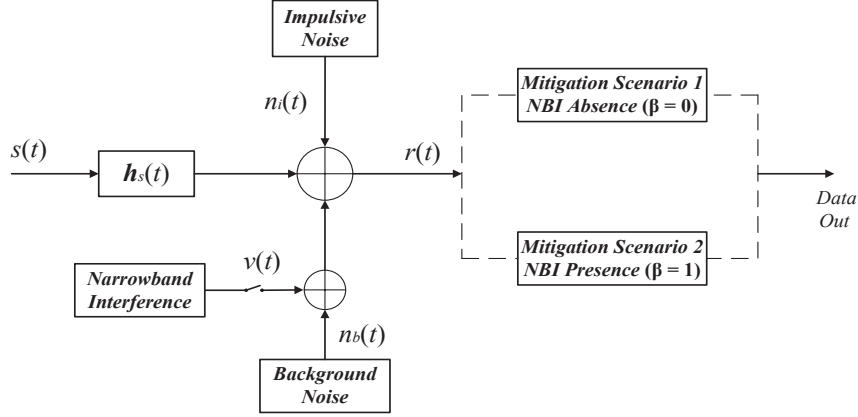 Impulsive
Noise
nᵢ(t)
s(t)
hₛ(t)
r(t)
Mitigation Scenario 1
NBI Absence (β = 0)
Mitigation Scenario 2
NBI Presence (β = 1)
Data
Out
Narrowband
Interference
v(t)
n_b(t)
Background
Noise